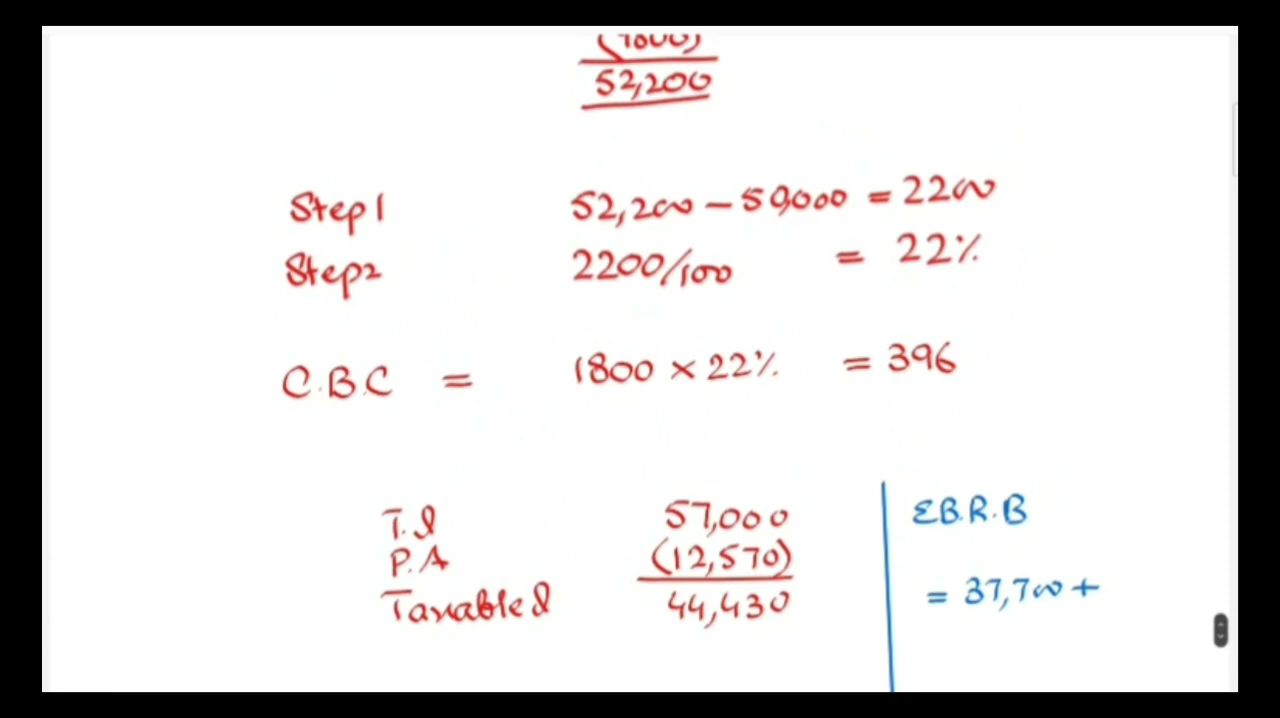 52,200
Step 1 52,200 - 50,000 = 2200
Step 2 2200/100 = 22%
C.B.C = 1800 × 22% = 396
T.I 57,000
P.A (12,570)
Taxable I 44,430
E.B.R.B
= 37,700 +